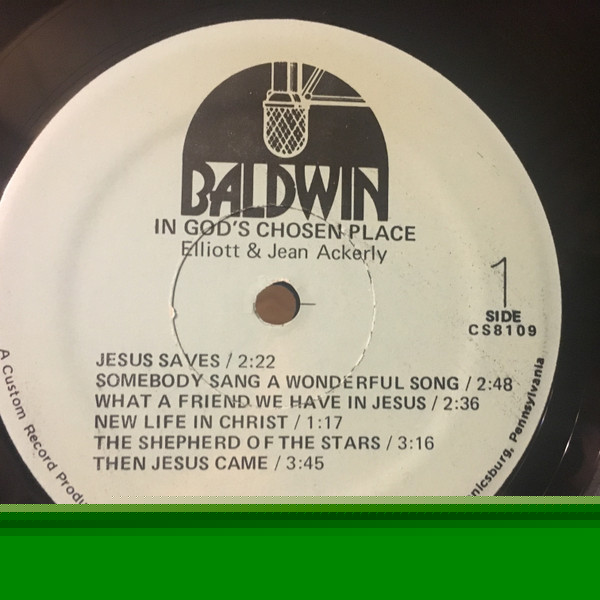 BALDWIN
IN GOD'S CHOSEN PLACE
Elliott & Jean Ackerly
1
SIDE
CS8109
JESUS SAVES / 2:22
SOMEBODY SANG A WONDERFUL SONG / 2:48
WHAT A FRIEND WE HAVE IN JESUS / 2:36
NEW LIFE IN CHRIST / 1:17
THE SHEPHERD OF THE STARS / 3:16
THEN JESUS CAME / 3:45
A Custom Record Produ
nicsburg, Pennsylvania